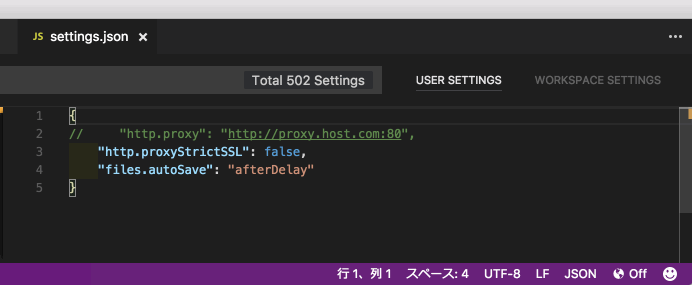 JS settings.json ×
Total 502 Settings USER SETTINGS WORKSPACE SETTINGS
1 {
2 //     "http.proxy": "http://proxy.host.com:80",
3     "http.proxyStrictSSL": false,
4     "files.autoSave": "afterDelay"
5 }
行 1、列 1 スペース: 4 UTF-8 LF JSON Off